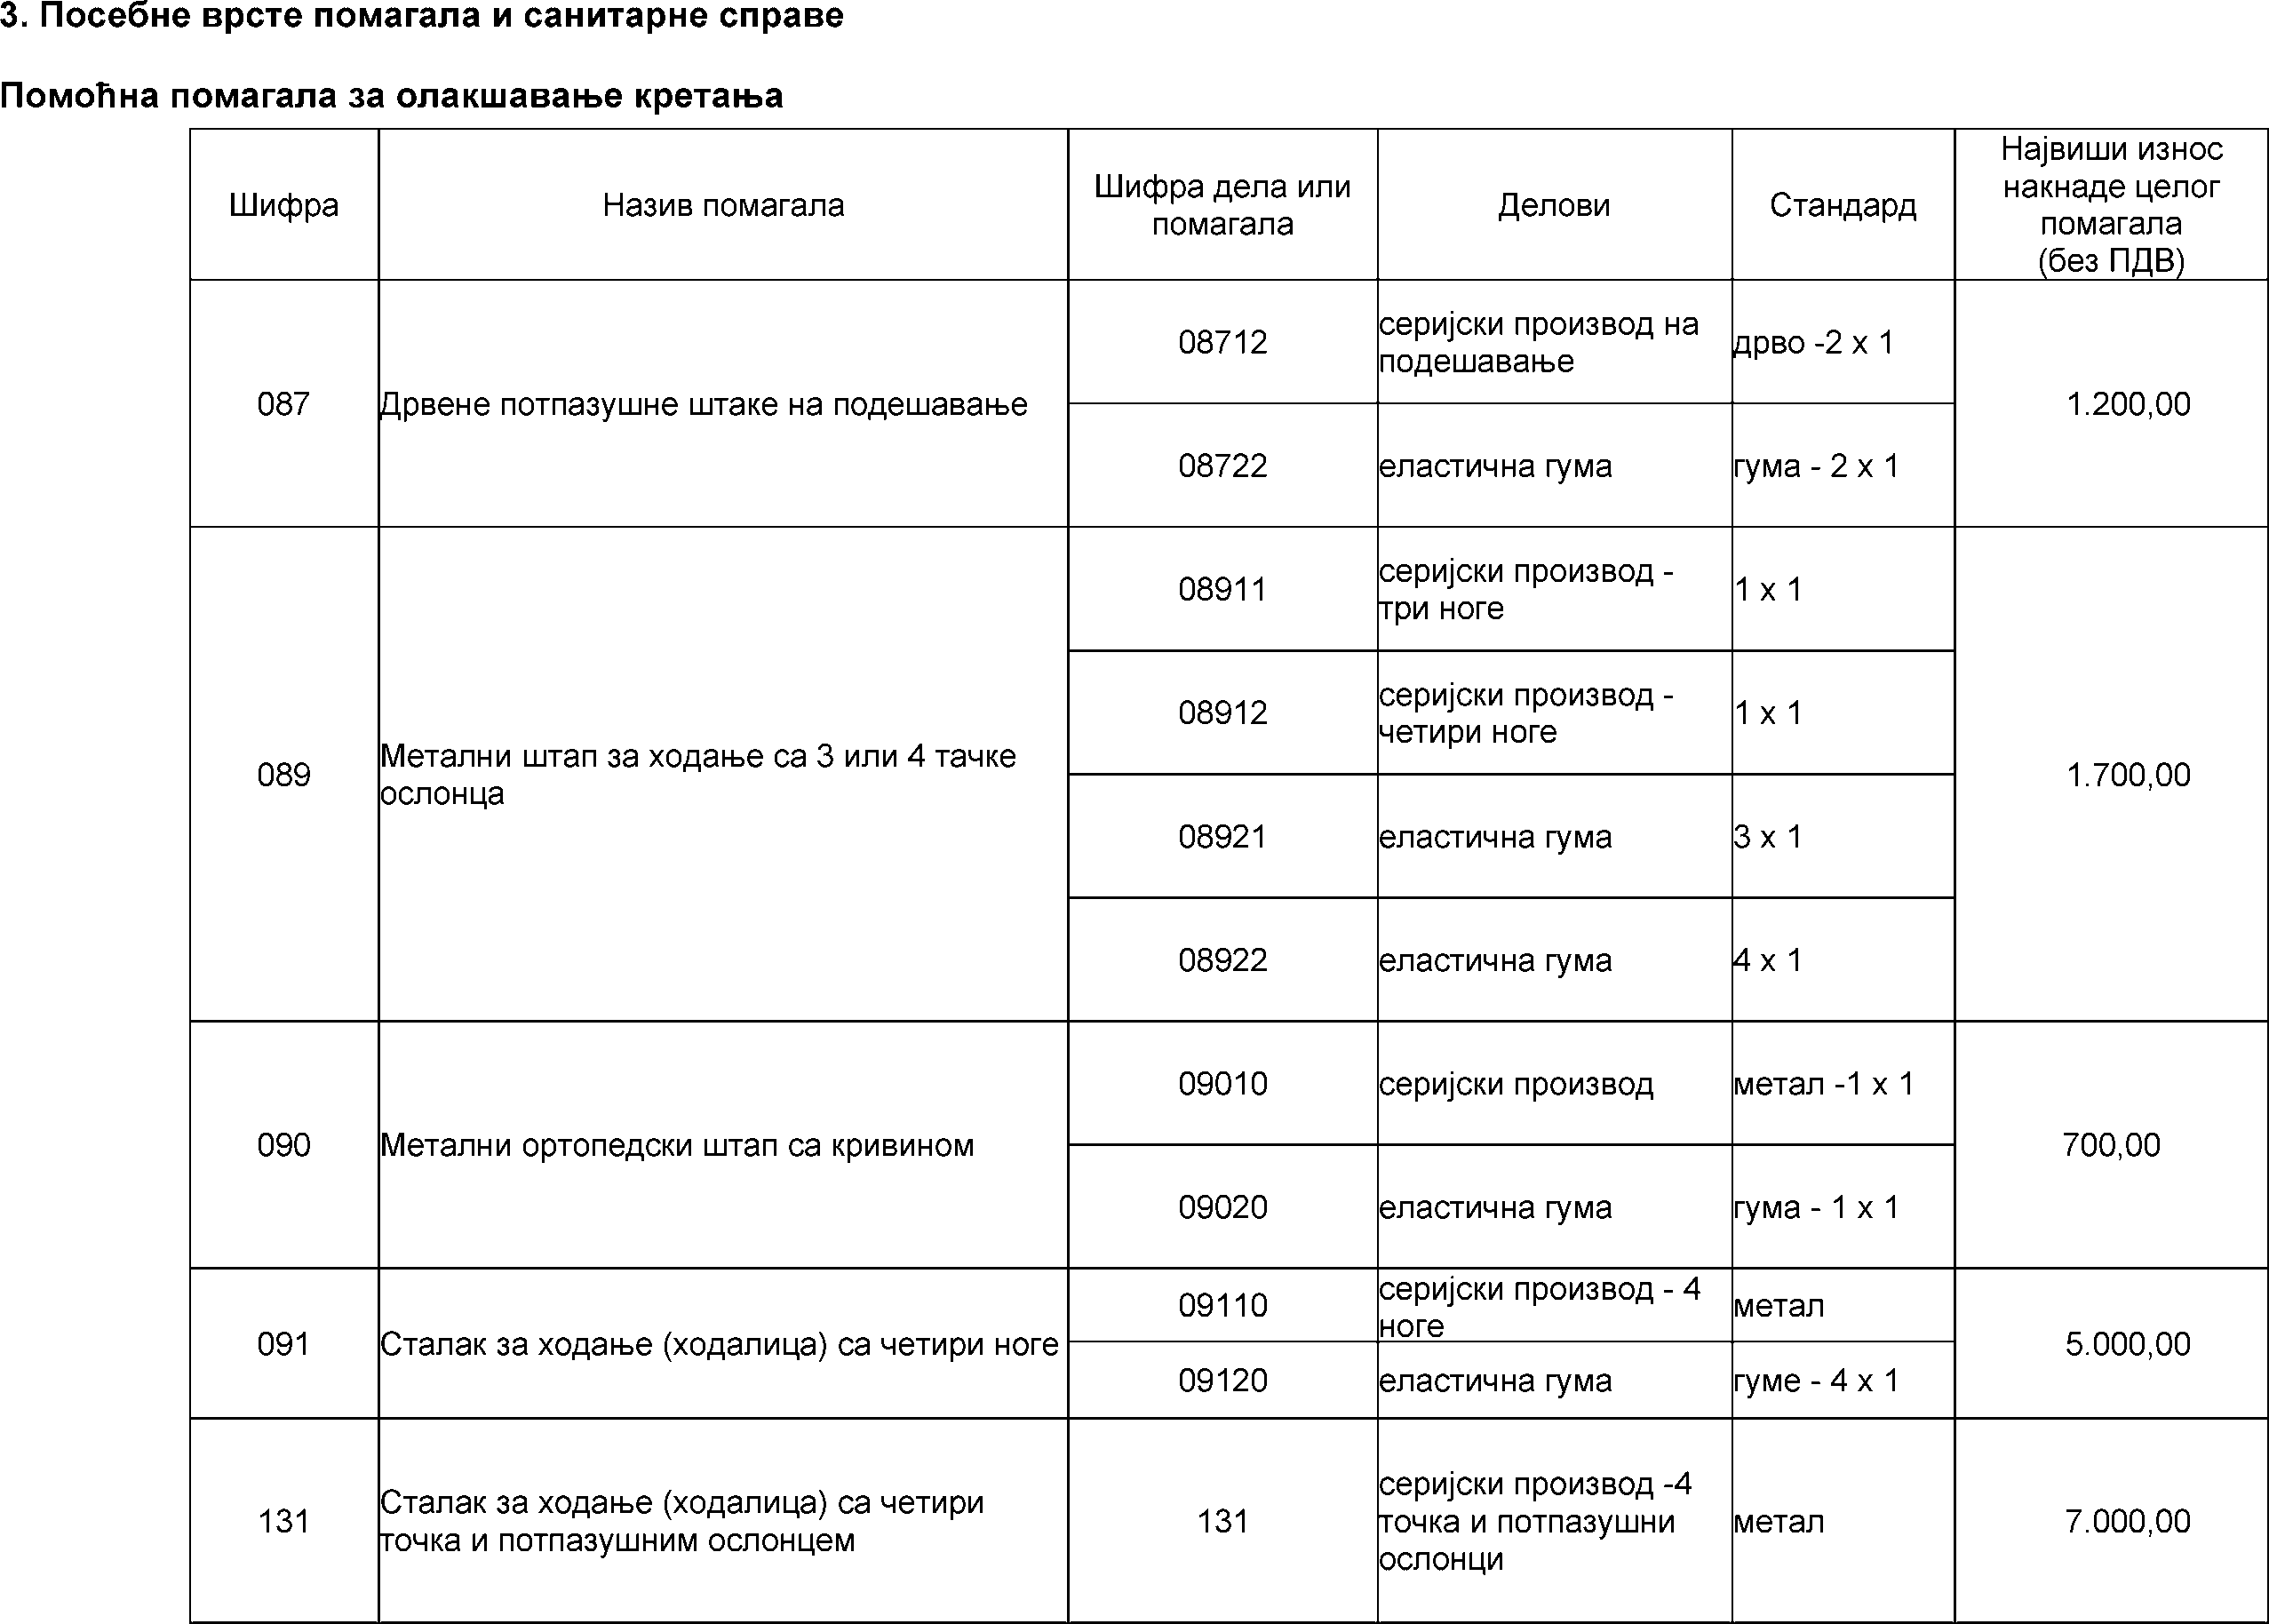 3. Посебне врсте помагала и санитарне справе
Помоћна помагала за олакшавање кретања
Шифра
Назив помагала
Шифра дела или
помагала
Делови
Стандард
Највиши износ
накнаде целог
помагала
(без ПДВ)
087
Дрвене потпазушне штаке на подешавање
08712
серијски производ на
подешавање
дрво -2 x 1
1.200,00
08722
еластична гума
гума - 2 x 1
089
Метални штап за ходање са 3 или 4 тачке
ослонца
08911
серијски производ -
три ноге
1 x 1
1.700,00
08912
серијски производ -
четири ноге
1 x 1
08921
еластична гума
3 x 1
08922
еластична гума
4 x 1
090
Метални ортопедски штап са кривином
09010
серијски производ
метал -1 x 1
700,00
09020
еластична гума
гума - 1 x 1
091
Сталак за ходање (ходалица) са четири ноге
09110
серијски производ - 4
ноге
метал
5.000,00
09120
еластична гума
гуме - 4 x 1
131
Сталак за ходање (ходалица) са четири
точка и потпазушним ослонцем
131
серијски производ -4
точка и потпазушни
ослонци
метал
7.000,00